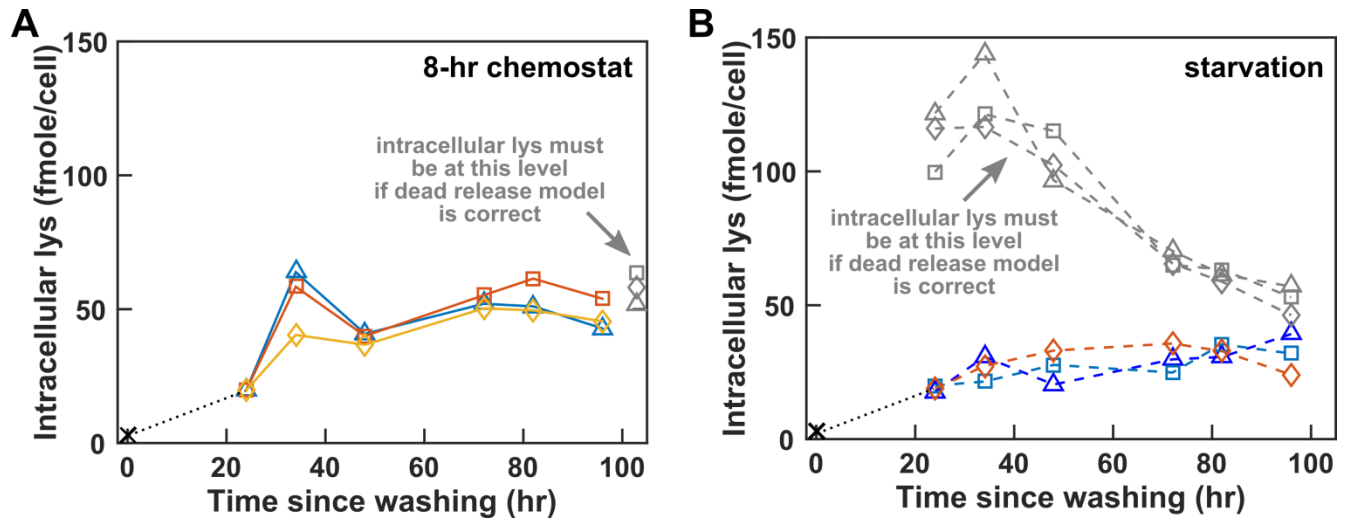 A
8-hr chemostat
intracellular lys must
be at this level
if dead release model
is correct
Intracellular lys (fmole/cell)
150
100
50
0
0 20 40 60 80 100
Time since washing (hr)
B
starvation
intracellular lys must
be at this level
if dead release model
is correct
Intracellular lys (fmole/cell)
150
100
50
0
0 20 40 60 80 100
Time since washing (hr)